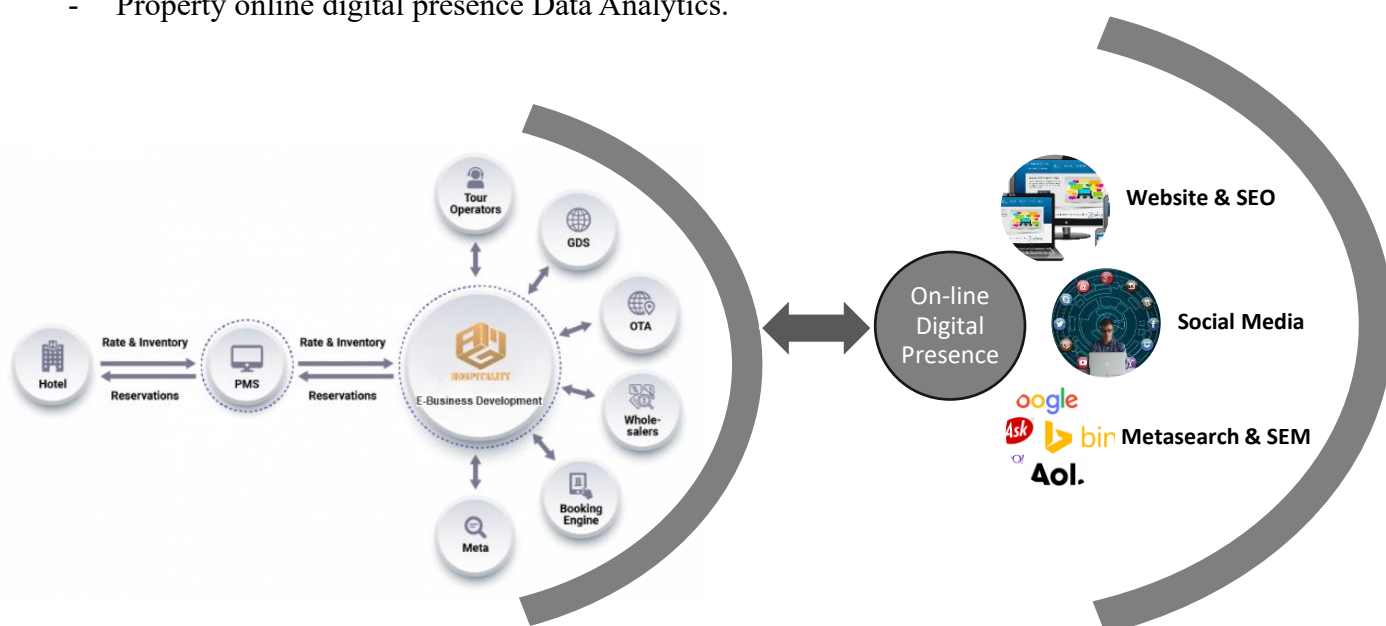 - Property online digital presence Data Analytics.
Tour
Operators
GDS
OTA
Whole-
salers
Booking
Engine
Meta
Hotel
Rate & Inventory
Reservations
PMS
Rate & Inventory
Reservations
HOSPITALITY
E-Business Development
On-line
Digital
Presence
Website & SEO
Social Media
oogle
Ask
bin
Metasearch & SEM
O!
Aol.